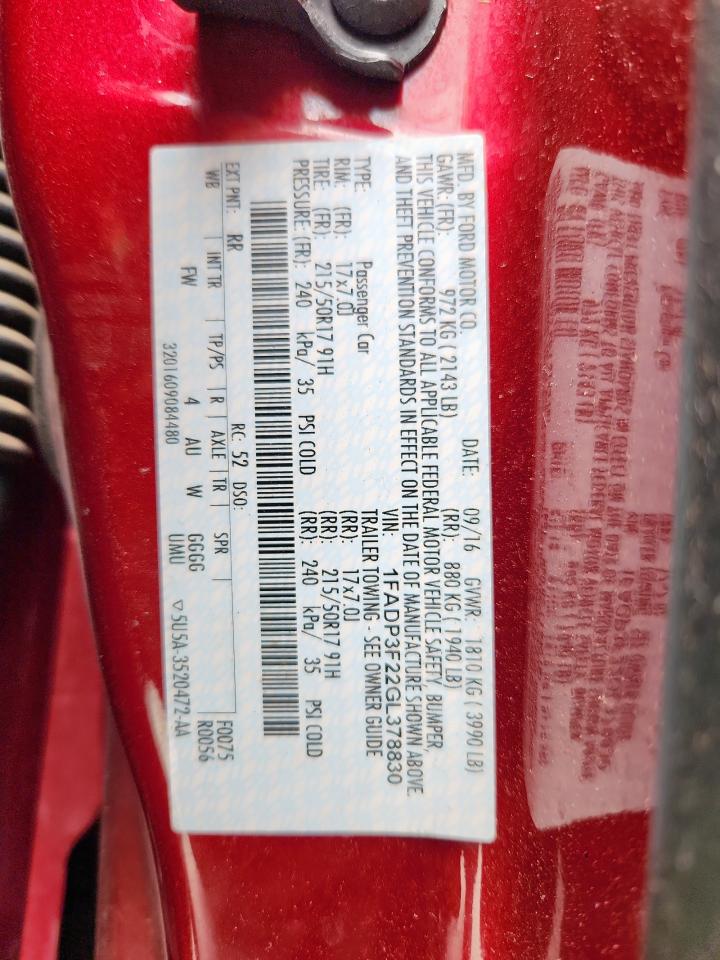 MFD. BY FORD MOTOR CO.
DATE: 09/16 GVWR: 1810 KG ( 3990 LB)
GAWR: (FR): 972 KG ( 2143 LB) (RR): 880 KG ( 1940 LB)
THIS VEHICLE CONFORMS TO ALL APPLICABLE FEDERAL MOTOR VEHICLE SAFETY, BUMPER,
AND THEFT PREVENTION STANDARDS IN EFFECT ON THE DATE OF MANUFACTURE SHOWN ABOVE.
VIN: 1FADP3F22GL378830
TYPE: Passenger Car TRAILER TOWING - SEE OWNER GUIDE
RIM: (FR): 17x7.0J (RR): 17x7.0J
TIRE: (FR): 215/50R17 91H (RR): 215/50R17 91H
PRESSURE: (FR): 240 kPa/ 35 PSI COLD (RR): 240 kPa/ 35 PSI COLD
EXT PNT: RR RC: 52 DSO: F0075
WB INT TR TP/PS R AXLE TR SPR R0056
FW 4 AU W GGGG
UMU
3201609084480 ▽5U5A-3520472-AA